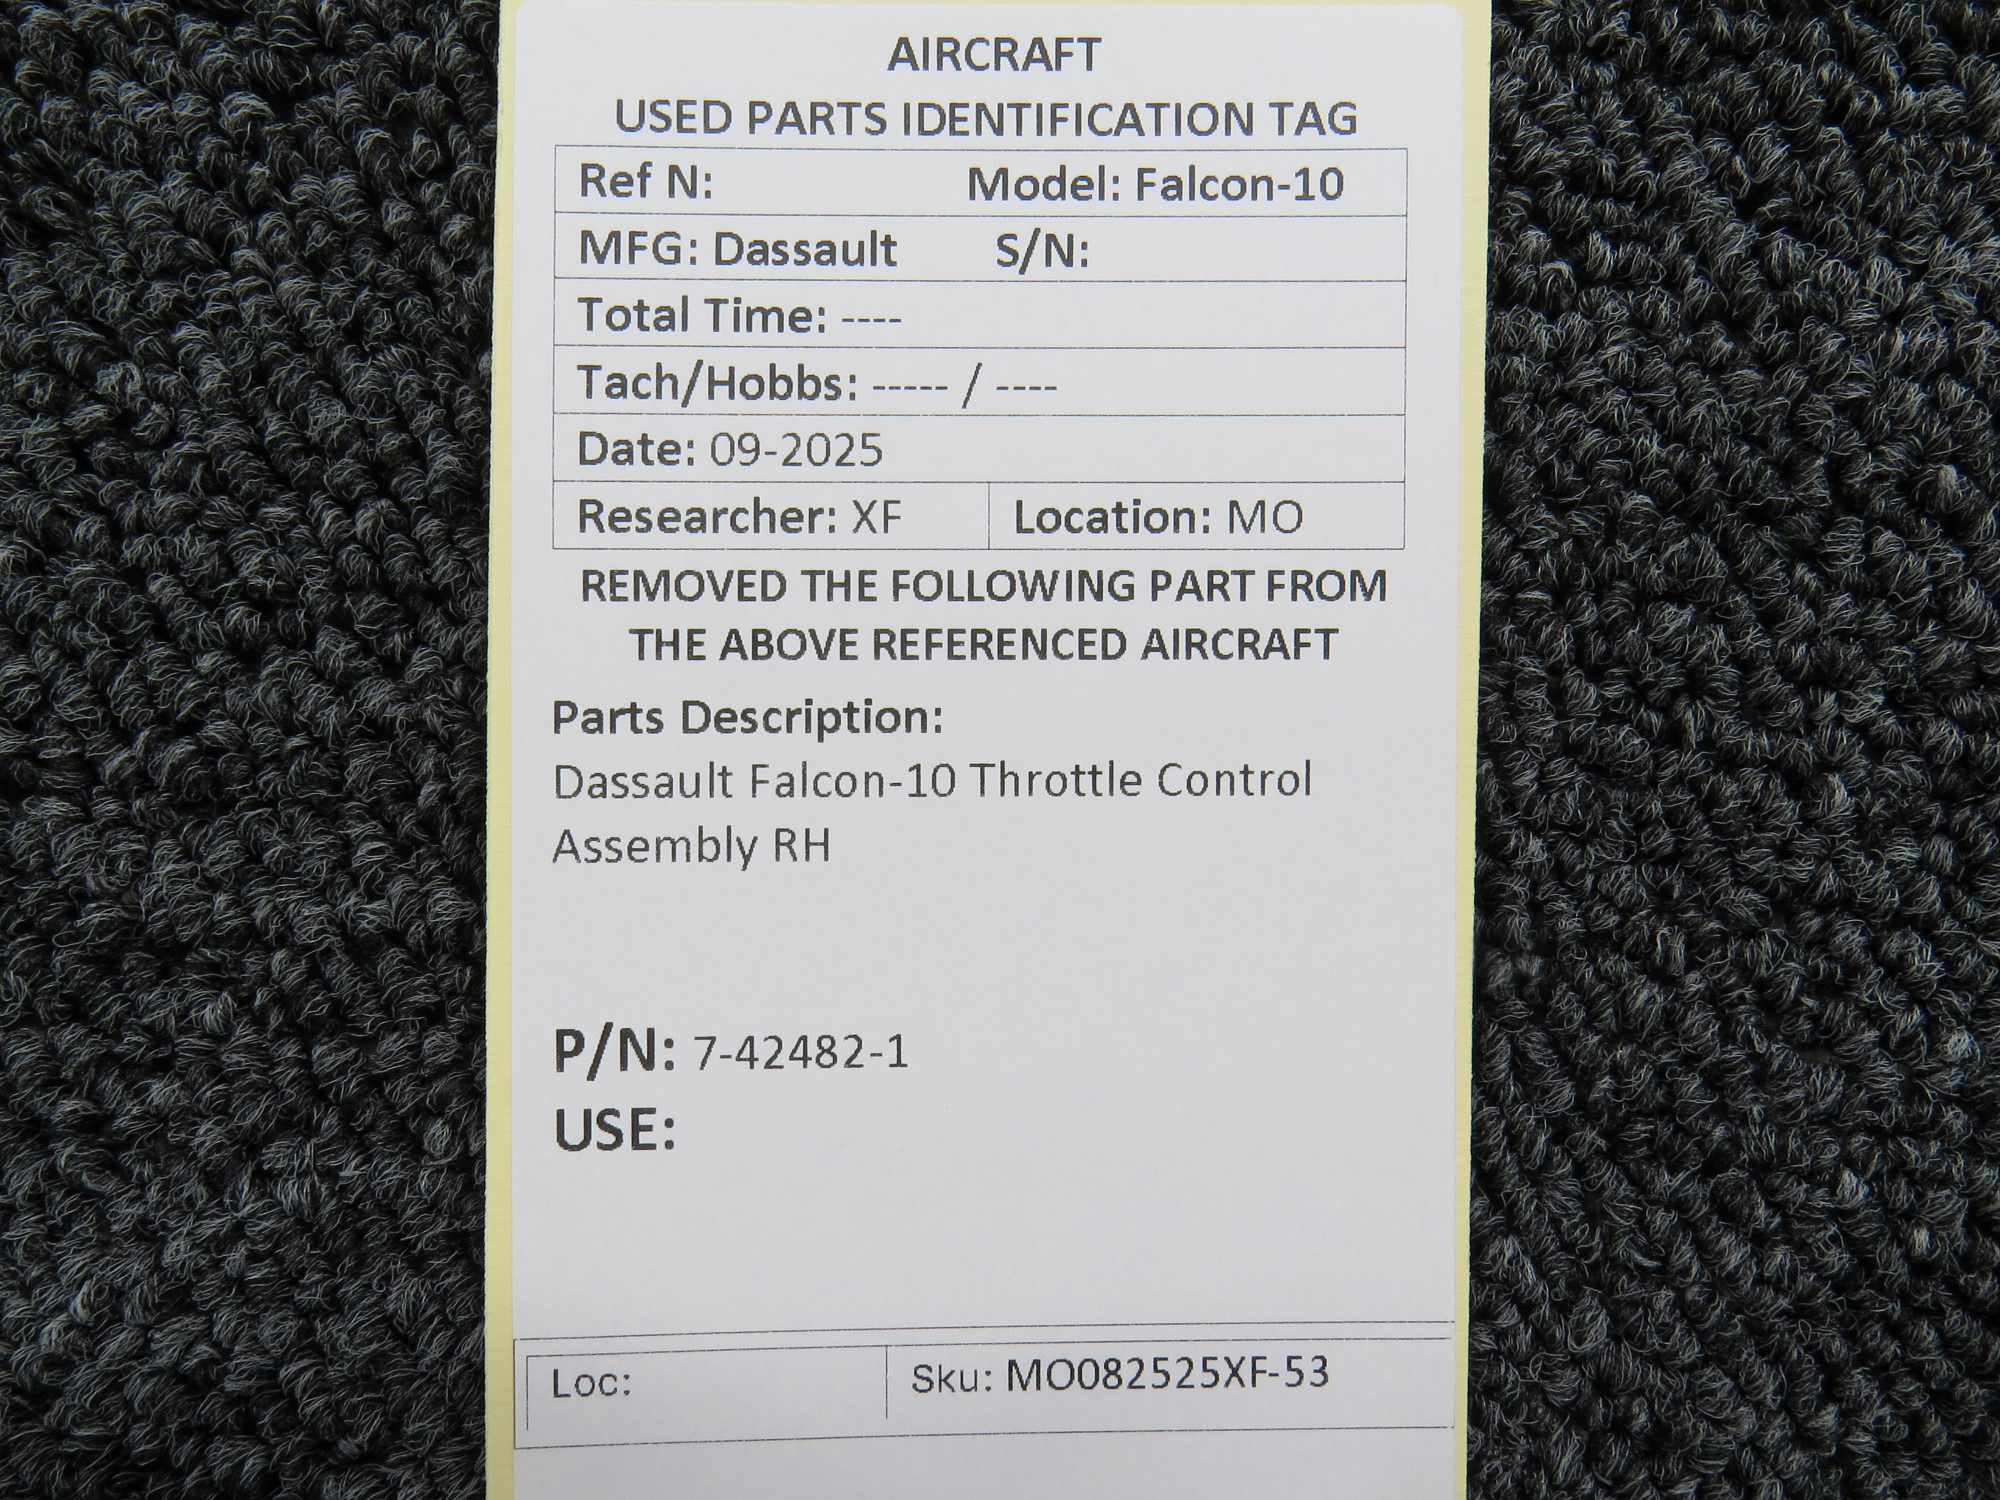 AIRCRAFT
USED PARTS IDENTIFICATION TAG
Ref N: Model: Falcon-10
MFG: Dassault S/N:
Total Time: ----
Tach/Hobbs: ----- / ----
Date: 09-2025
Researcher: XF Location: MO
REMOVED THE FOLLOWING PART FROM
THE ABOVE REFERENCED AIRCRAFT
Parts Description:
Dassault Falcon-10 Throttle Control
Assembly RH
P/N: 7-42482-1
USE:
Loc: Sku: MO082525XF-53